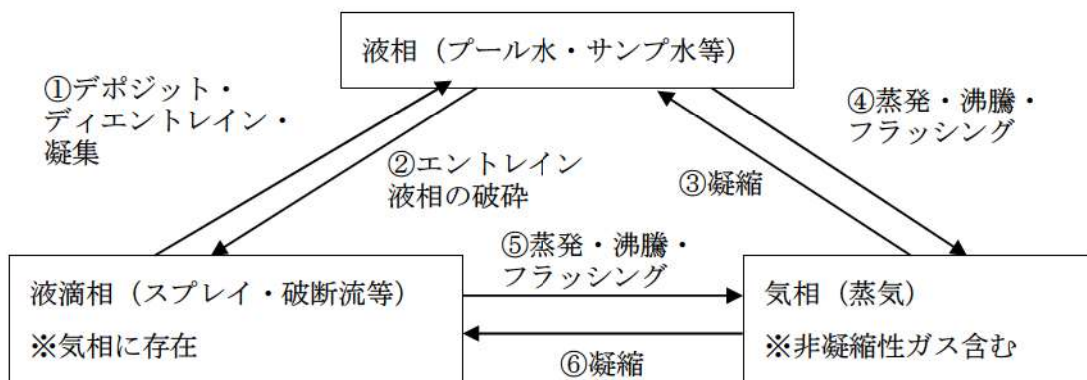 液相（プール水・サンプ水等）
①デポジット・
ディエントレイン・
凝集
②エントレイン
液相の破砕
③凝縮
④蒸発・沸騰・
フラッシング
⑤蒸発・沸騰・
フラッシング
液滴相（スプレイ・破断流等）
※気相に存在
気相（蒸気）
※非凝縮性ガス含む
⑥凝縮